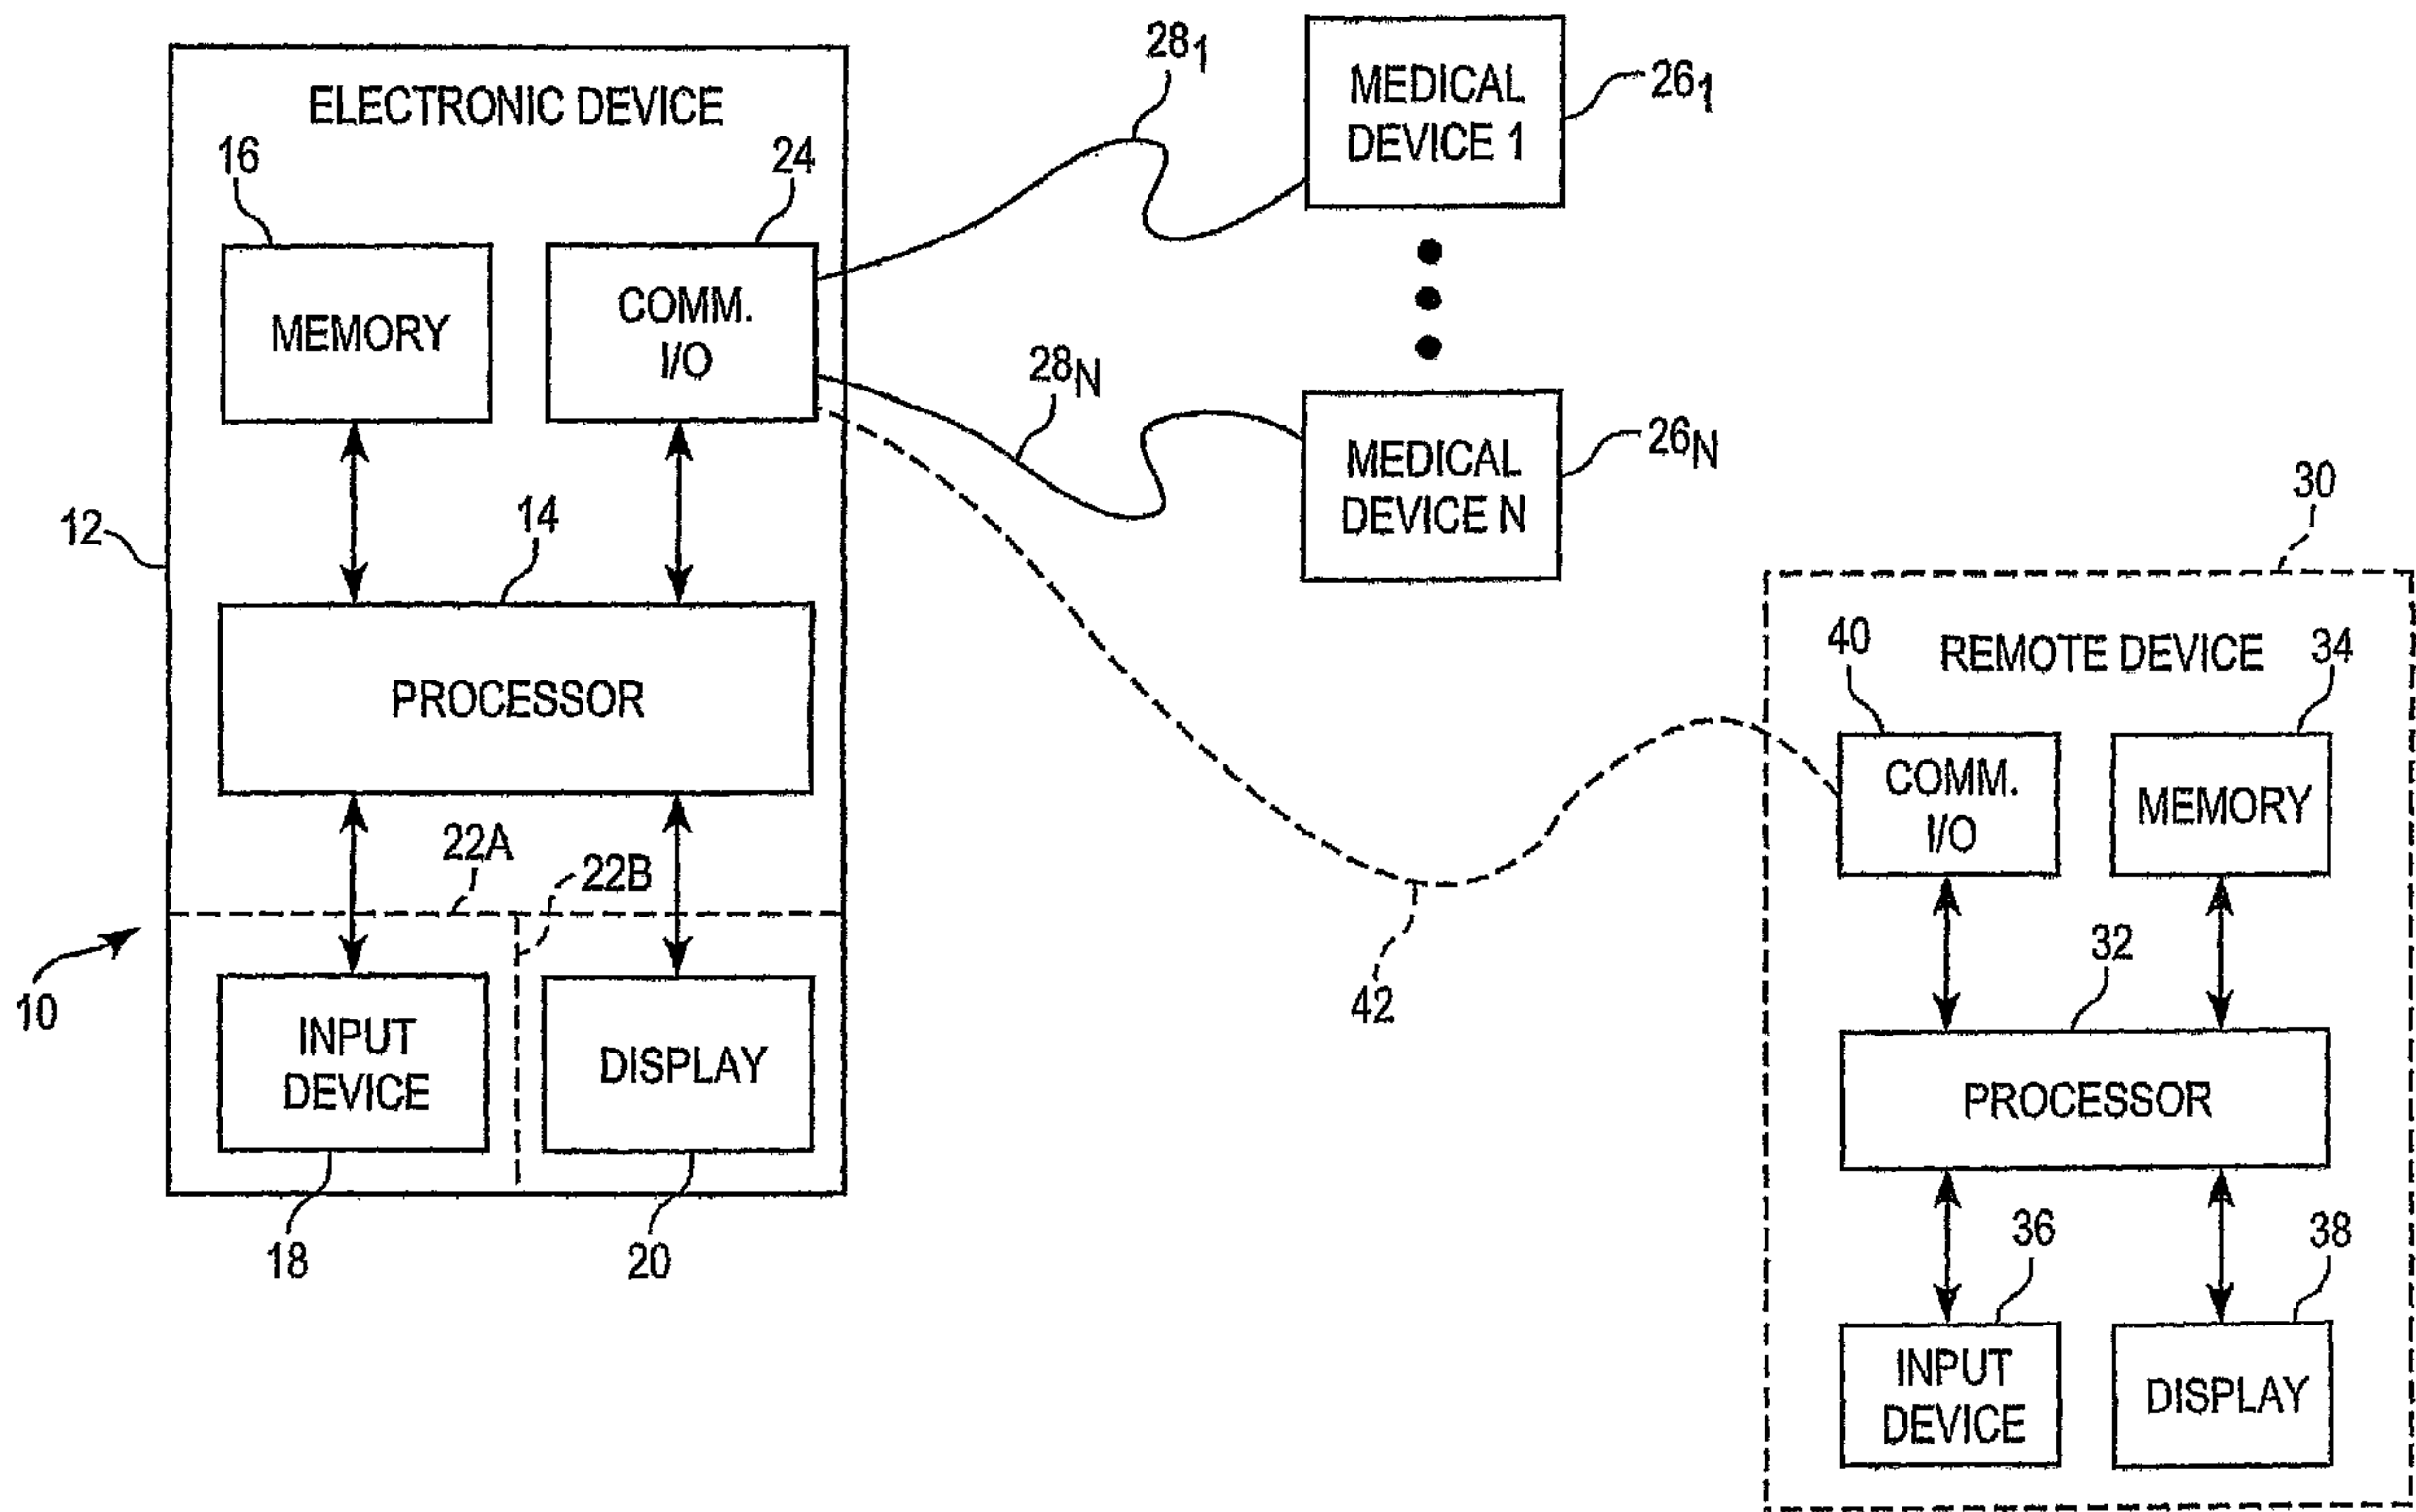 ELECTRONIC DEVICE
16
24
MEMORY
COMM.
I/O
12
14
PROCESSOR
22A
22B
10
INPUT
DEVICE
DISPLAY
18
20
28₁
MEDICAL
DEVICE 1
26₁
28N
MEDICAL
DEVICE N
26N
42
30
REMOTE DEVICE
40
34
COMM.
I/O
MEMORY
32
PROCESSOR
36
38
INPUT
DEVICE
DISPLAY